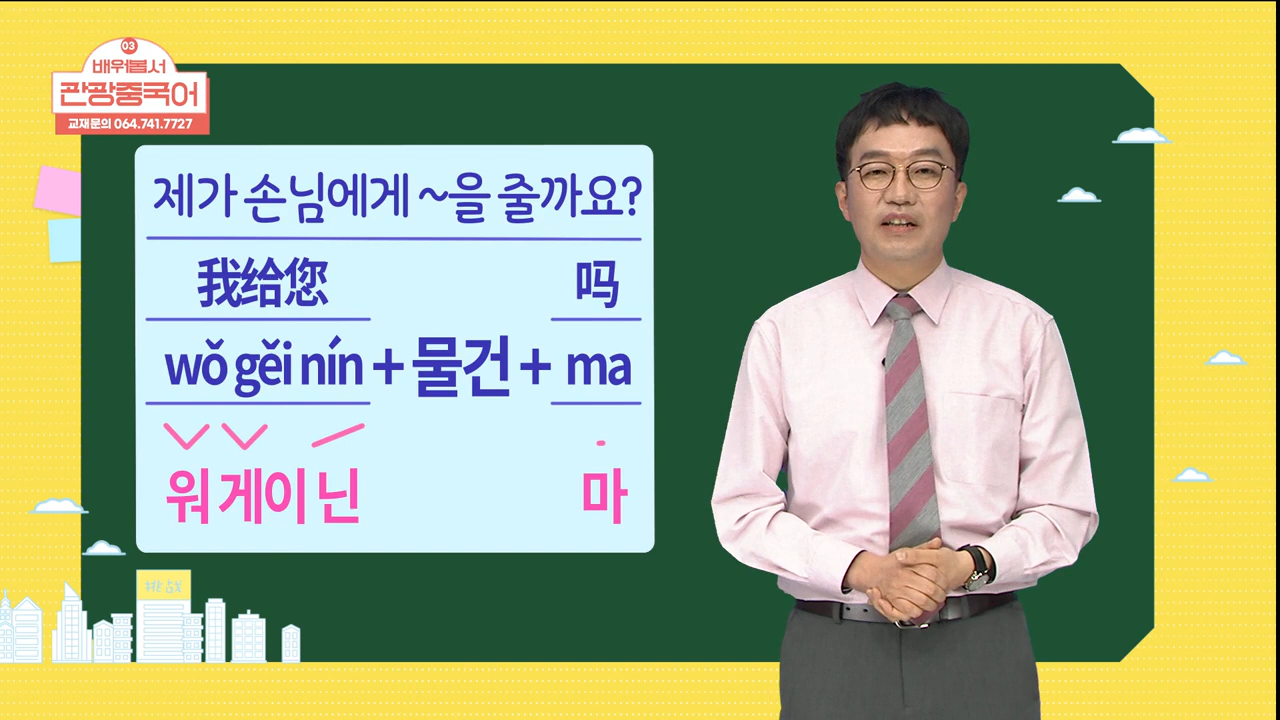 03
배워봅서
관광중국어
교재문의 064.741.7727
제가 손님에게 ~을 줄까요?
我给您 吗
wǒ gěi nín + 물건 + ma
워 게이 닌 마